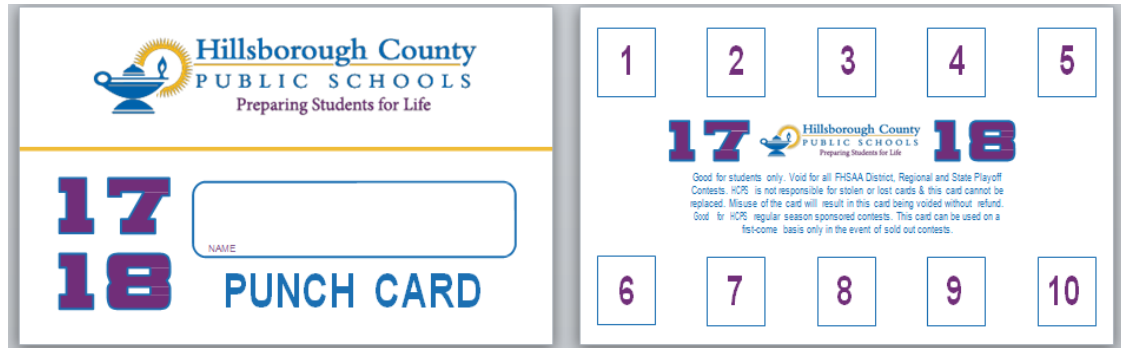 Hillsborough County
PUBLIC SCHOOLS
Preparing Students for Life
17
18
NAME
PUNCH CARD
1 2 3 4 5
17 Hillsborough County 18
PUBLIC SCHOOLS
Preparing Students for Life
Good for students only. Void for all FHSAA District, Regional and State Playoff
Contests. HCPS is not responsible for stolen or lost cards & this card cannot be
replaced. Misuse of the card will result in this card being voided without refund.
Good for HCPS regular season sponsored contests. This card can be used on a
fist-come basis only in the event of sold out contests.
6 7 8 9 10